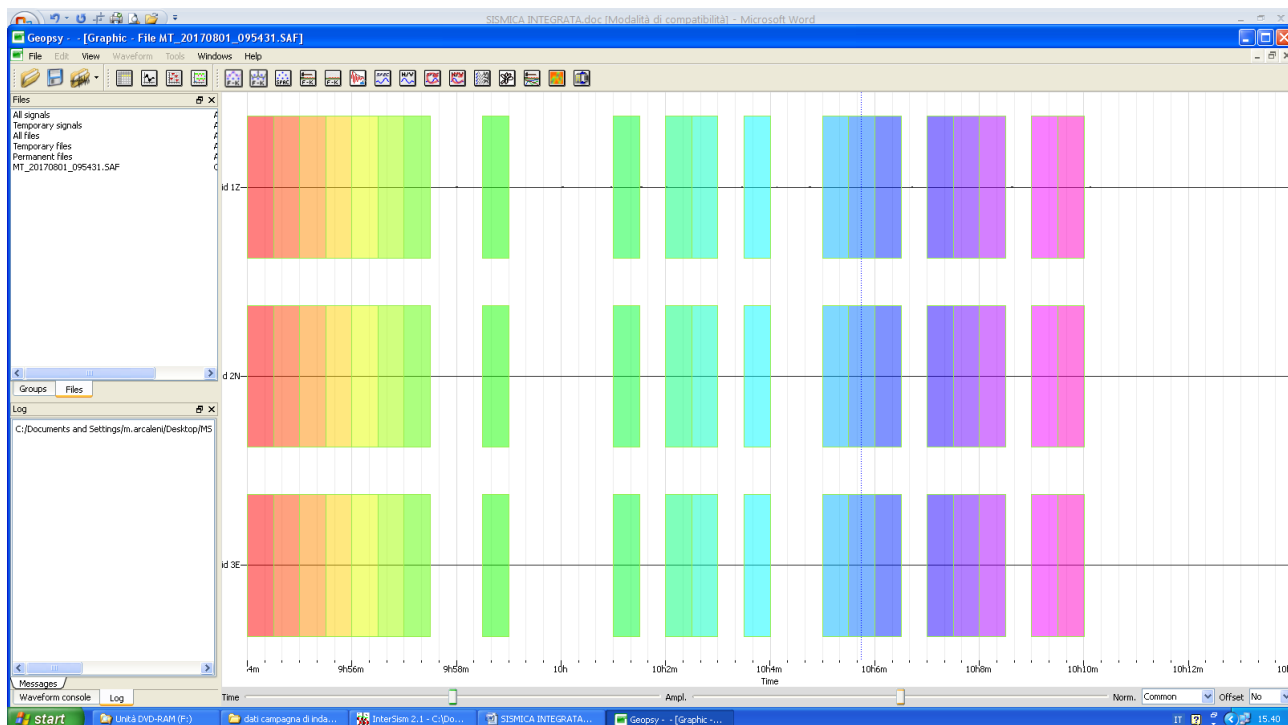 SISMICA INTEGRATA.doc [Modalità di compatibilità] - Microsoft Word
Geopsy - - [Graphic - File MT_20170801_095431.SAF]
File Edit View Waveform Tools Windows Help
Files
All signals
Temporary signals
All files
Temporary files
Permanent files
MT_20170801_095431.SAF
Groups Files
Log
C:/Documents and Settings/m.arcaleni/Desktop/MS
Messages
Waveform console Log
id 1Z
id 2N
id 3E
4m 9h56m 9h58m 10h 10h2m 10h4m 10h6m 10h8m 10h10m 10h12m
Time
Time Ampl. Norm. Common Offset No
start Unità DVD-RAM (F:) dati campagna di inda... InterSism 2.1 - C:\Do... SISMICA INTEGRATA... Geopsy - - [Graphic -... IT 15.40